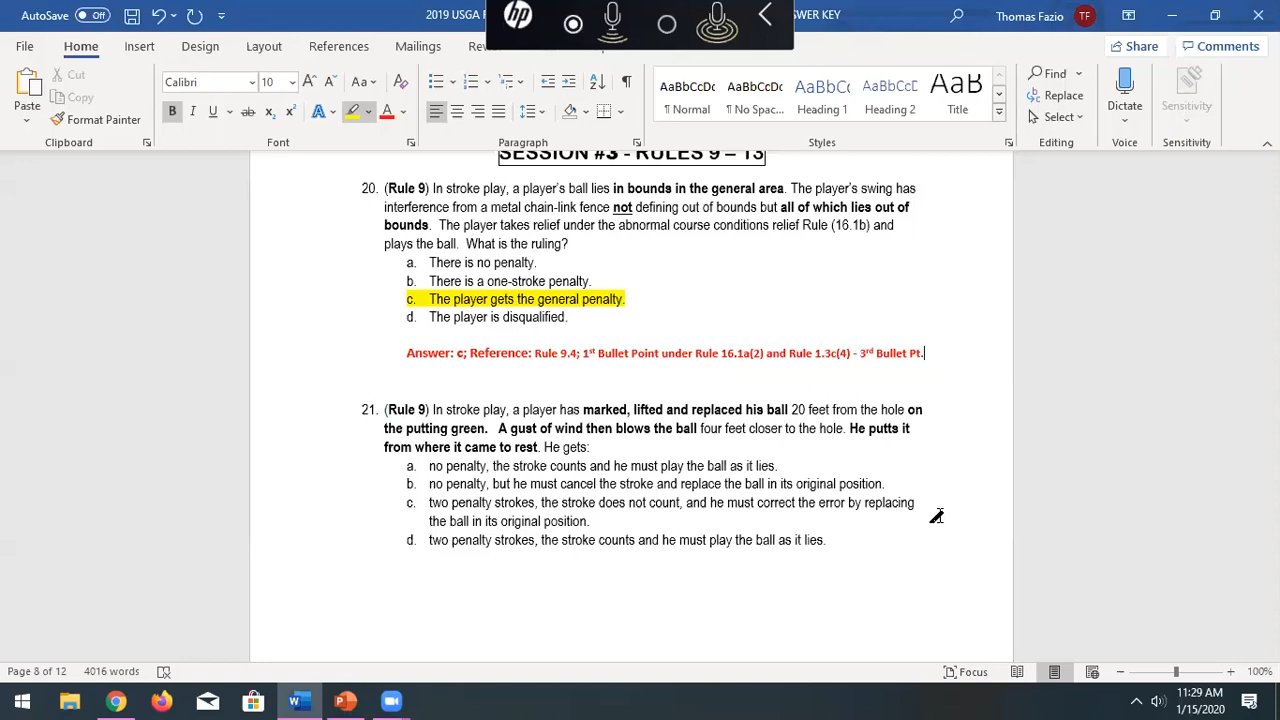 AutoSave Off 2019 USGA SWER KEY Thomas Fazio TF
hp
File Home Insert Design Layout References Mailings Share Comments
Paste Cut Copy Format Painter Calibri 10 Aa A
B I U ab x₂ x² A A
AaBbCcDc AaBbCcDc AaBbCc AaBbCcD AaB
¶ Normal ¶ No Spac... Heading 1 Heading 2 Title
Find Replace Select Dictate Sensitivity
Clipboard Font Paragraph Styles Editing Voice Sensitivity
SESSION #3 - RULES 9 – 13
20. (Rule 9) In stroke play, a player's ball lies in bounds in the general area. The player's swing has
interference from a metal chain-link fence not defining out of bounds but all of which lies out of
bounds. The player takes relief under the abnormal course conditions relief Rule (16.1b) and
plays the ball. What is the ruling?
a. There is no penalty.
b. There is a one-stroke penalty.
c. The player gets the general penalty.
d. The player is disqualified.
Answer: c; Reference: Rule 9.4; 1st Bullet Point under Rule 16.1a(2) and Rule 1.3c(4) - 3rd Bullet Pt.
21. (Rule 9) In stroke play, a player has marked, lifted and replaced his ball 20 feet from the hole on
the putting green. A gust of wind then blows the ball four feet closer to the hole. He putts it
from where it came to rest. He gets:
a. no penalty, the stroke counts and he must play the ball as it lies.
b. no penalty, but he must cancel the stroke and replace the ball in its original position.
c. two penalty strokes, the stroke does not count, and he must correct the error by replacing
the ball in its original position.
d. two penalty strokes, the stroke counts and he must play the ball as it lies.
Page 8 of 12 4016 words Focus 100%
11:29 AM
1/15/2020